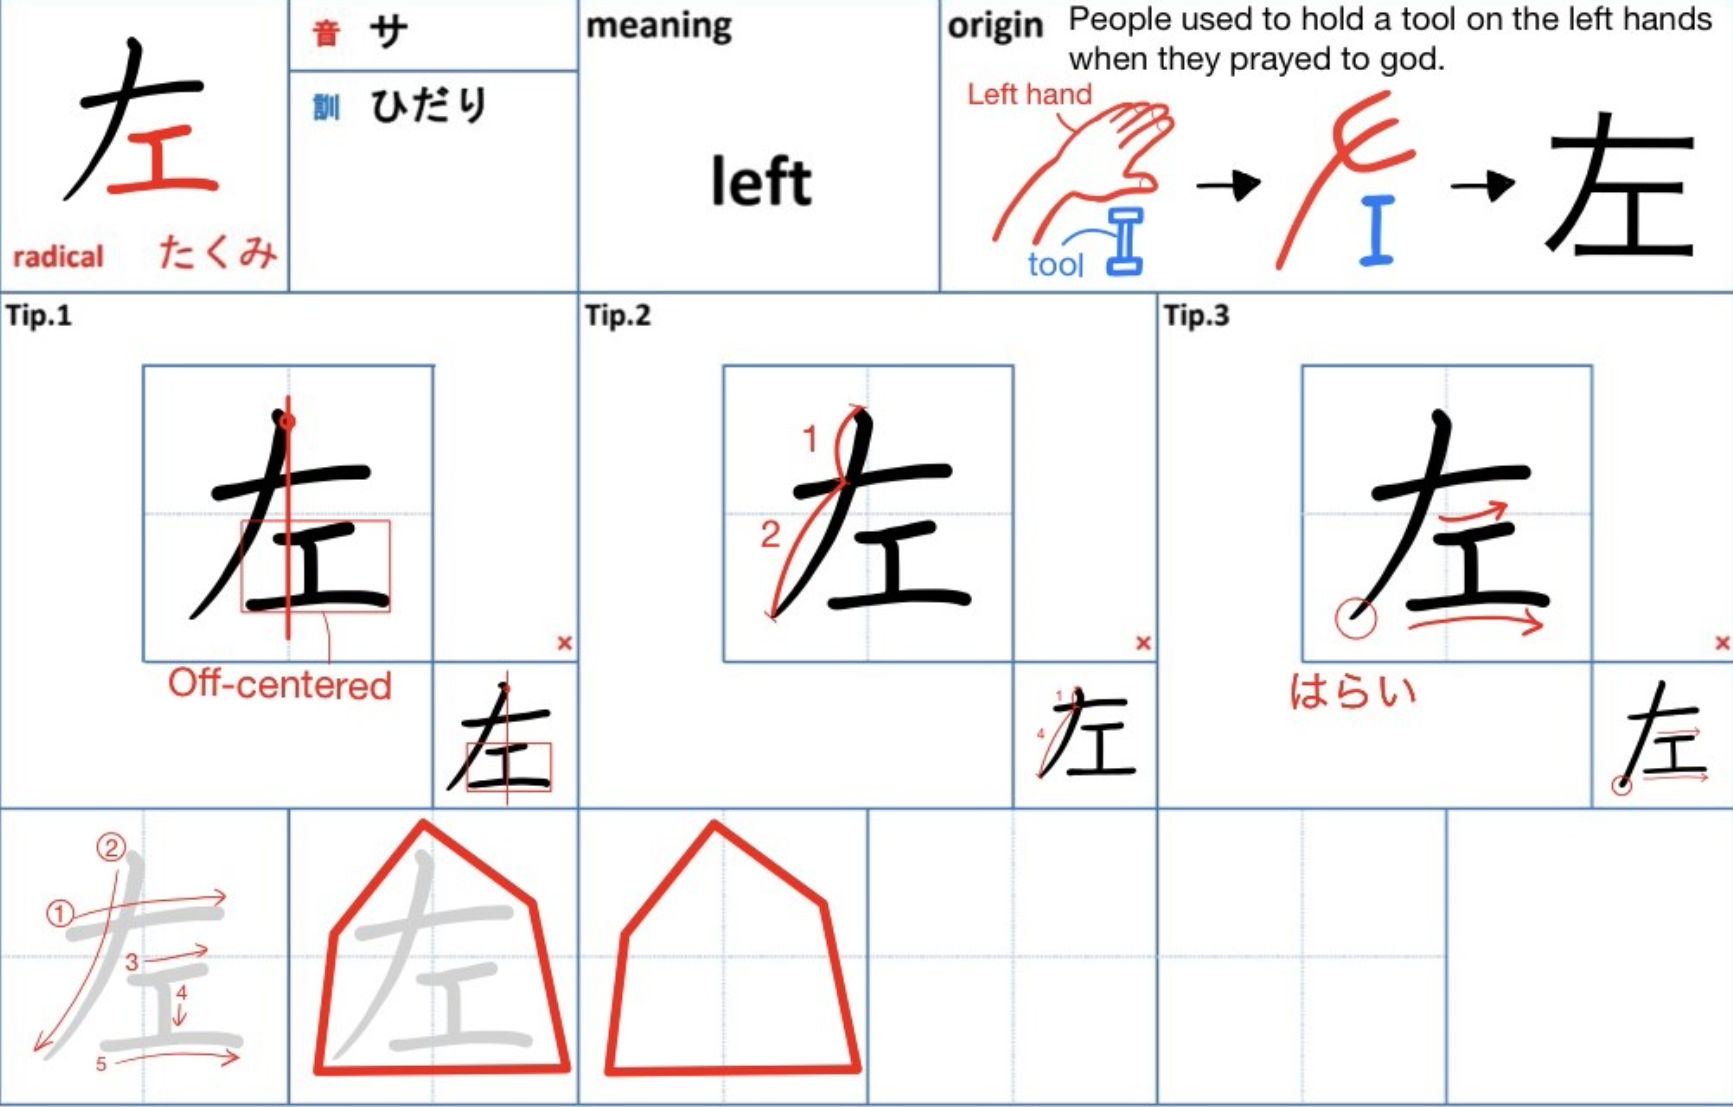 左
radical たくみ
音 サ
訓 ひだり
meaning
left
origin People used to hold a tool on the left hands
when they prayed to god.
Left hand
tool
左
Tip.1
左
Off-centered
×
左
Tip.2
1
2
左
×
1
4
左
Tip.3
左
はらい
×
左
②
①
3
4
5
左
左